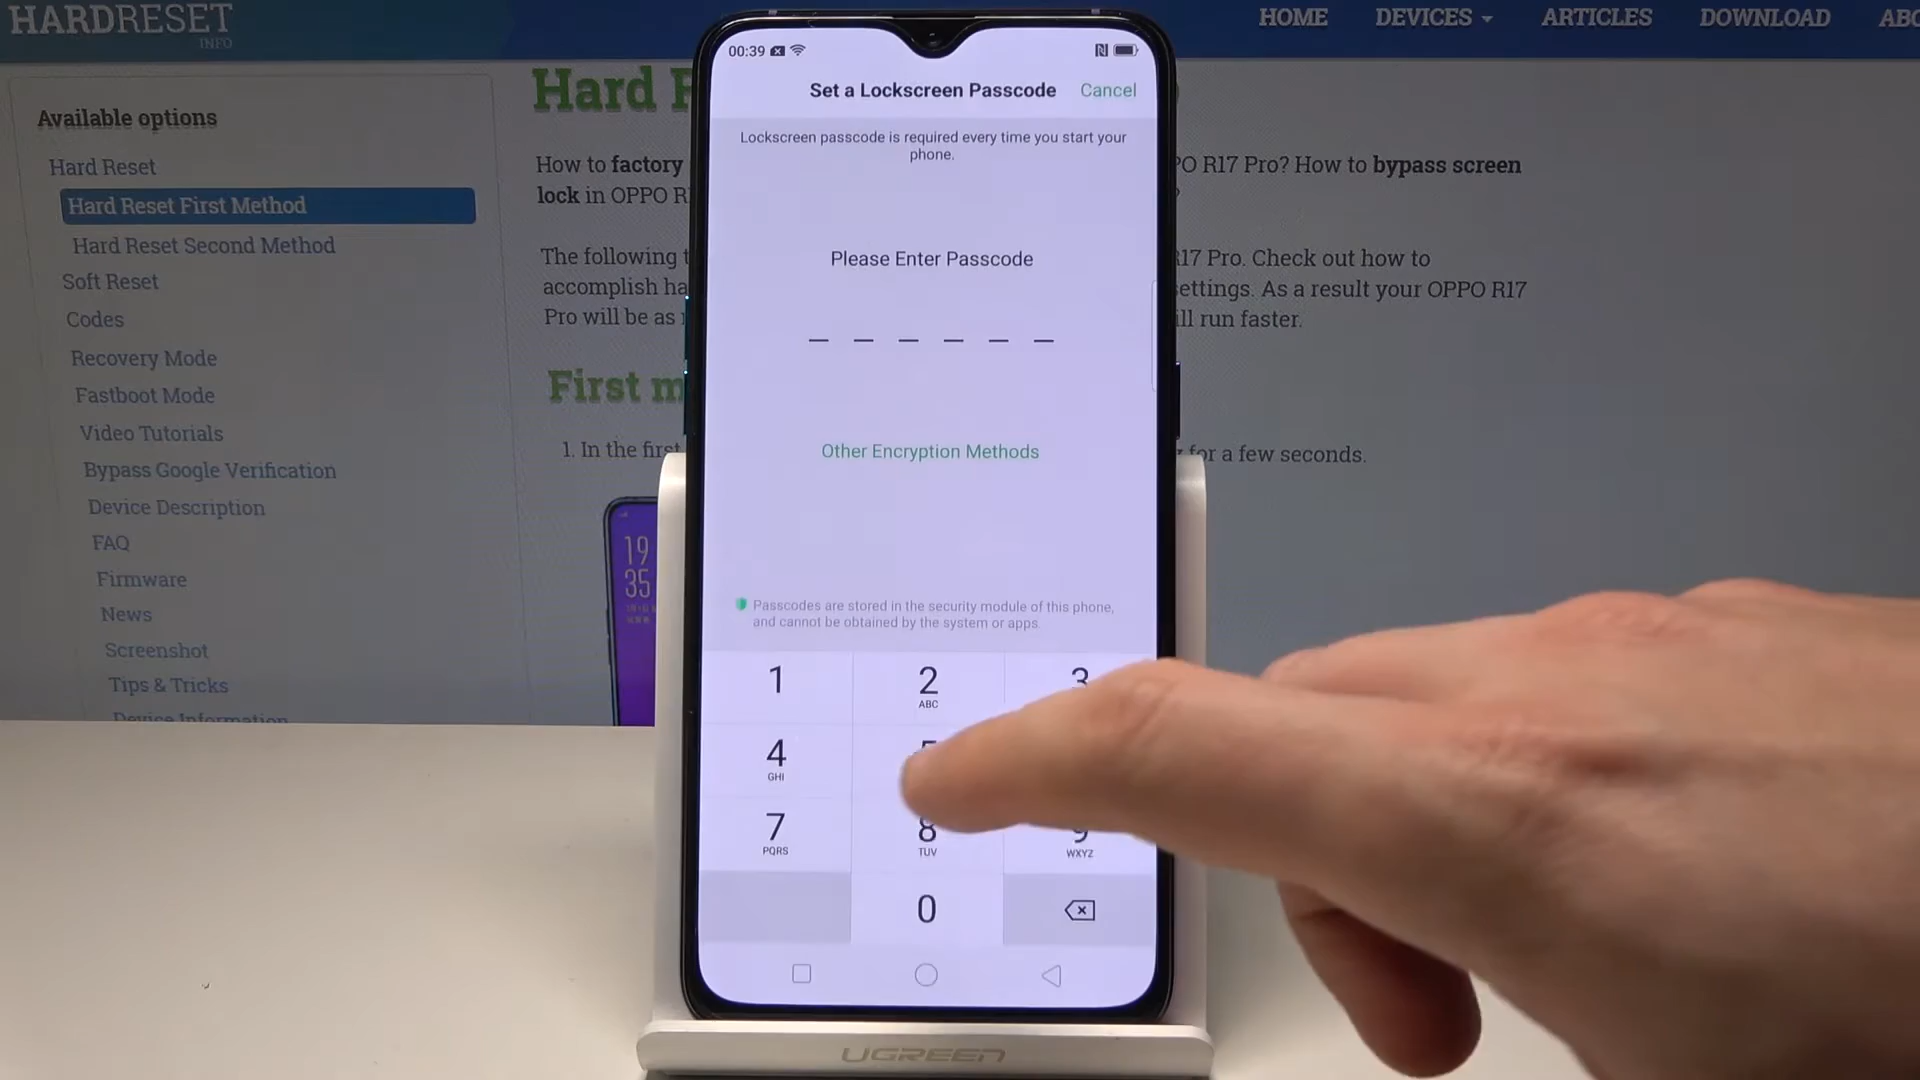 HARDRESET
INFO
HOME
DEVICES
ARTICLES
DOWNLOAD
Available options
Hard Reset
Hard Reset First Method
Hard Reset Second Method
Soft Reset
Codes
Recovery Mode
Fastboot Mode
Video Tutorials
Bypass Google Verification
Device Description
FAQ
Firmware
News
Screenshot
Tips & Tricks
Device Information
Hard
How to factory
PO R17 Pro? How to bypass screen
lock in OPPO R
The following
R17 Pro. Check out how to
accomplish ha
settings. As a result your OPPO R17
Pro will be as
ill run faster.
First m
1. In the first
for a few seconds.
19
35
00:39
Set a Lockscreen Passcode
Cancel
Lockscreen passcode is required every time you start your
phone.
Please Enter Passcode
Other Encryption Methods
Passcodes are stored in the security module of this phone,
and cannot be obtained by the system or apps.
1
2
3
ABC
4
5
GHI
7
8
9
PQRS
TUV
WXYZ
0
UGREEN